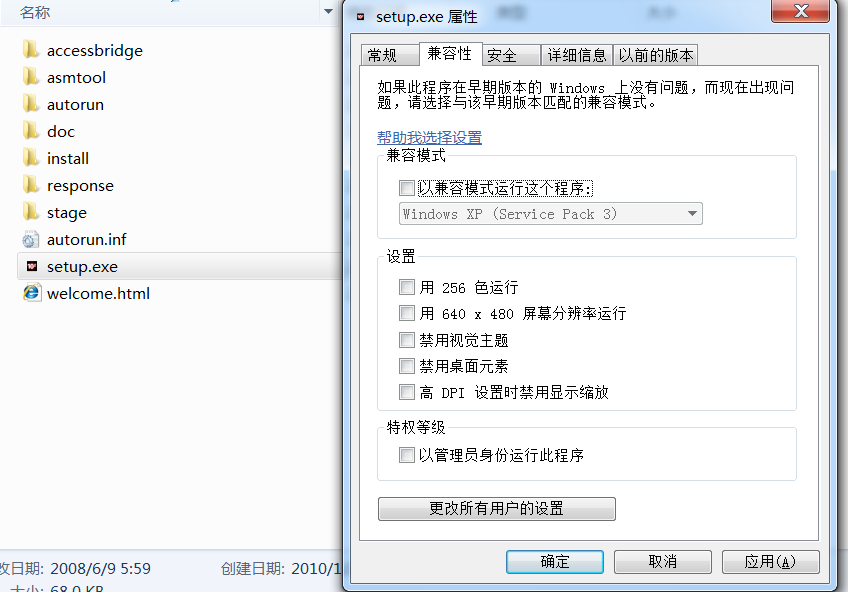 名称
accessbridge
asmtool
autorun
doc
install
response
stage
autorun.inf
setup.exe
welcome.html
改日期: 2008/6/9 5:59
创建日期: 2010/1
大小: 68.0 KB
setup.exe 属性
常规
兼容性
安全
详细信息
以前的版本
如果此程序在早期版本的 Windows 上没有问题，而现在出现问
题，请选择与该早期版本匹配的兼容模式。
帮助我选择设置
兼容模式
以兼容模式运行这个程序:
Windows XP (Service Pack 3)
设置
用 256 色运行
用 640 x 480 屏幕分辨率运行
禁用视觉主题
禁用桌面元素
高 DPI 设置时禁用显示缩放
特权等级
以管理员身份运行此程序
更改所有用户的设置
确定
取消
应用(A)